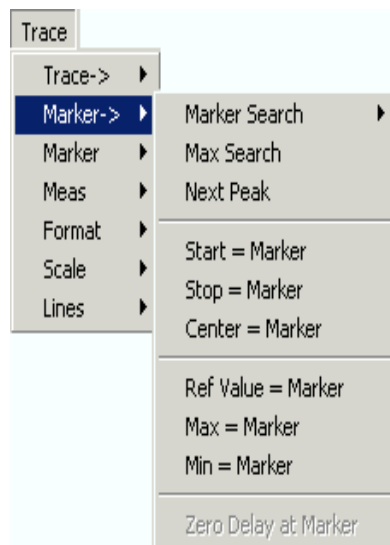 Trace
Trace->
Marker->
Marker
Meas
Format
Scale
Lines
Marker Search
Max Search
Next Peak
Start = Marker
Stop = Marker
Center = Marker
Ref Value = Marker
Max = Marker
Min = Marker
Zero Delay at Marker